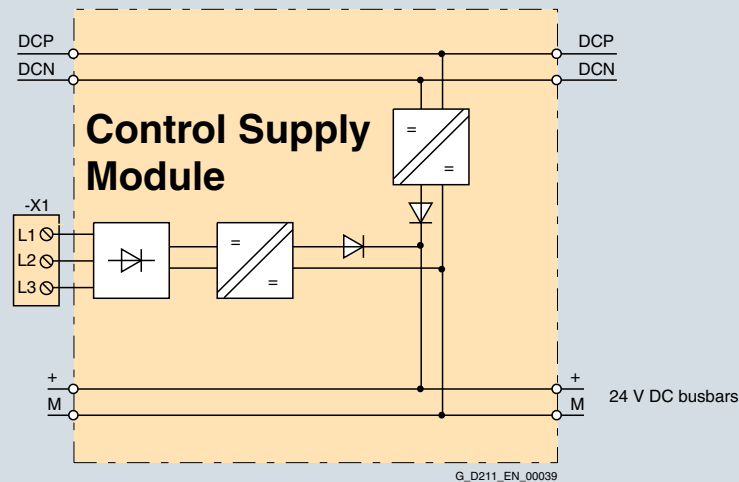 DCP
DCP
DCN
DCN
Control Supply
Module
=
=
-X1
L1
L2
L3
=
=
+
+
M
M
24 V DC busbars
G_D211_EN_00039